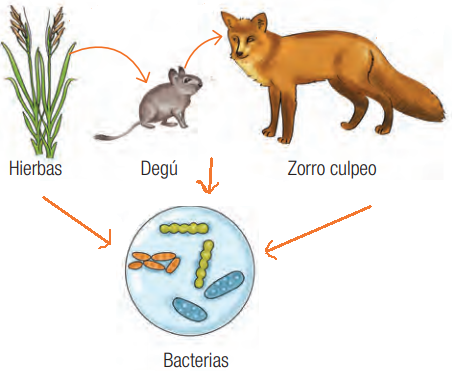 Hierbas
Degú
Zorro culpeo
Bacterias